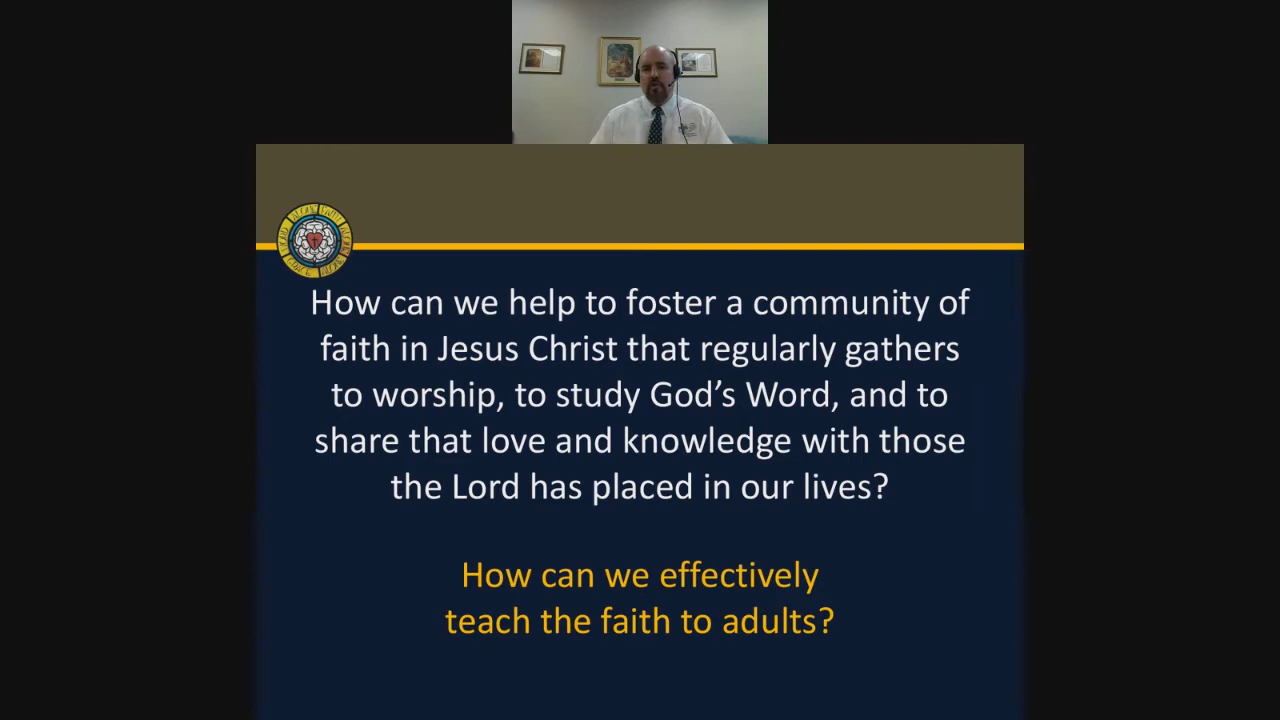 How can we help to foster a community of
faith in Jesus Christ that regularly gathers
to worship, to study God’s Word, and to
share that love and knowledge with those
the Lord has placed in our lives?
How can we effectively
teach the faith to adults?